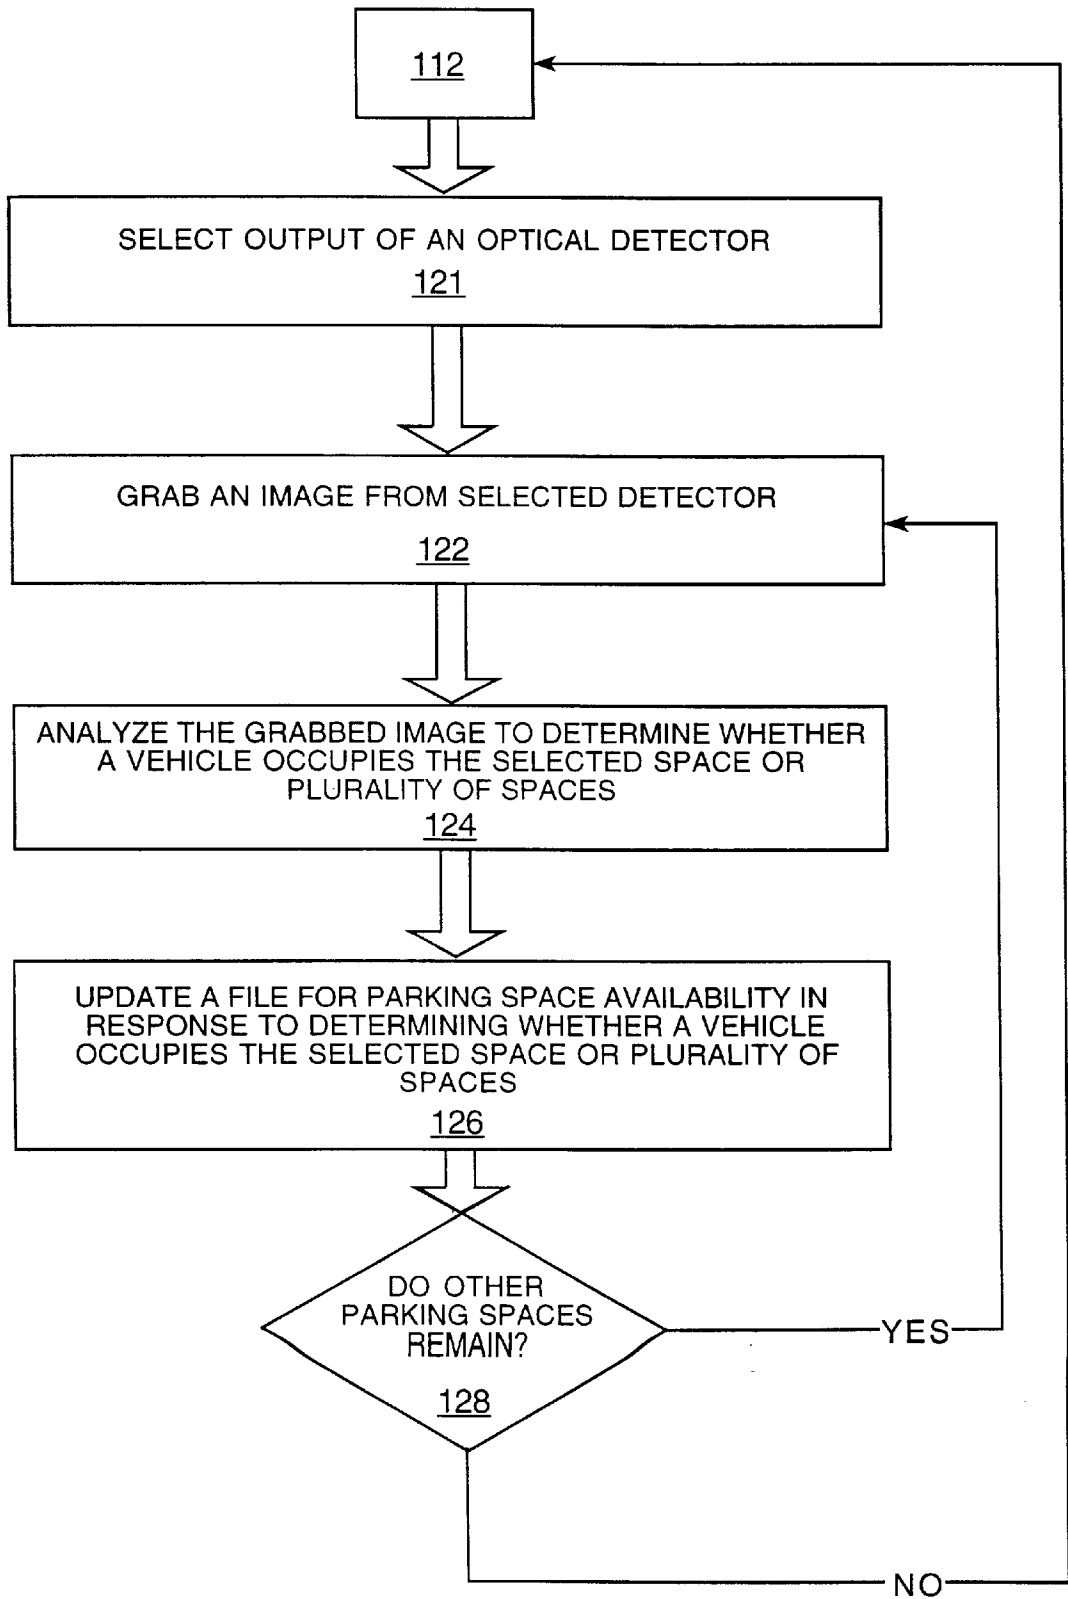 112
SELECT OUTPUT OF AN OPTICAL DETECTOR
121
GRAB AN IMAGE FROM SELECTED DETECTOR
122
ANALYZE THE GRABBED IMAGE TO DETERMINE WHETHER
A VEHICLE OCCUPIES THE SELECTED SPACE OR
PLURALITY OF SPACES
124
UPDATE A FILE FOR PARKING SPACE AVAILABILITY IN
RESPONSE TO DETERMINING WHETHER A VEHICLE
OCCUPIES THE SELECTED SPACE OR PLURALITY OF
SPACES
126
DO OTHER
PARKING SPACES
REMAIN?
128
YES
NO